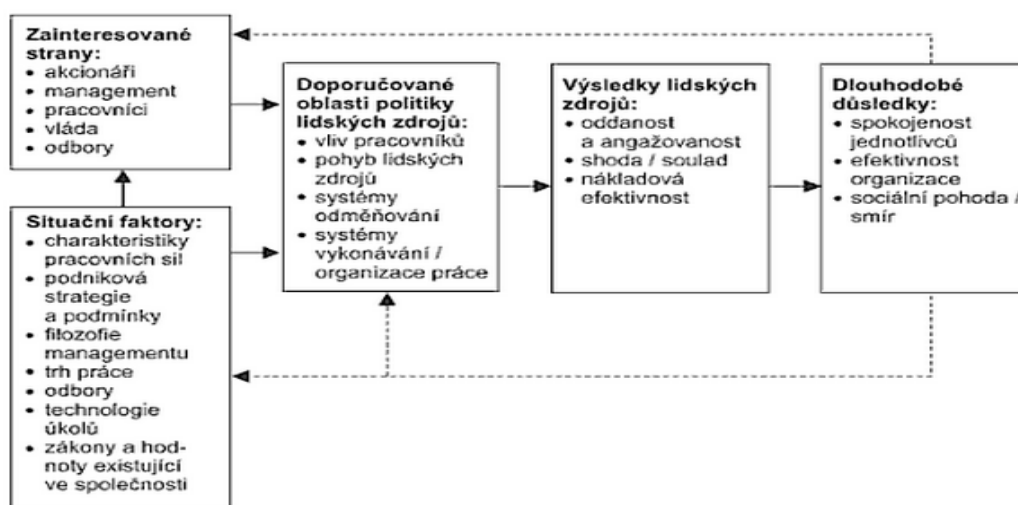 Zainteresované
strany:
• akcionáři
• management
• pracovníci
• vláda
• odbory
Situační faktory:
• charakteristiky
pracovních sil
• podniková
strategie
a podmínky
• filozofie
managementu
• trh práce
• odbory
• technologie
úkolů
• zákony a hod-
noty existující
ve společnosti
Doporučované
oblasti politiky
lidských zdrojů:
• vliv pracovníků
• pohyb lidských
zdrojů
• systémy
odměňování
• systémy
vykonávání /
organizace práce
Výsledky lidských
zdrojů:
• oddanost
a angažovanost
• shoda / soulad
• nákladová
efektivnost
Dlouhodobé
důsledky:
• spokojenost
jednotlivců
• efektivnost
organizace
• sociální pohoda /
smír